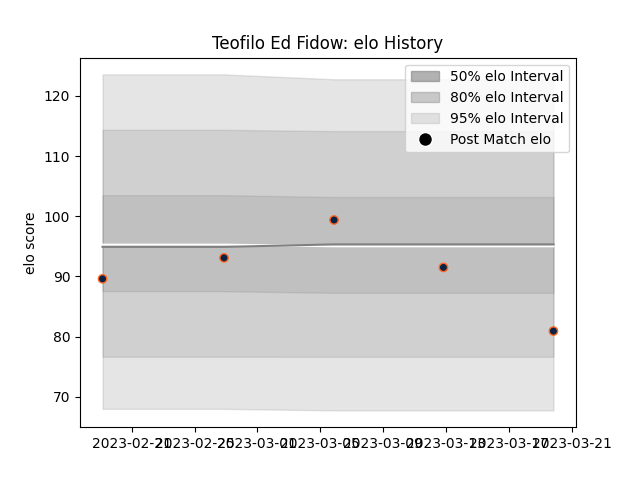 Teofilo Ed Fidow: elo History
50% elo Interval
80% elo Interval
95% elo Interval
Post Match elo
elo score
120
110
100
90
80
70
2023-02-21 2023-02-25 2023-03-01 2023-03-05 2023-03-09 2023-03-13 2023-03-17 2023-03-21